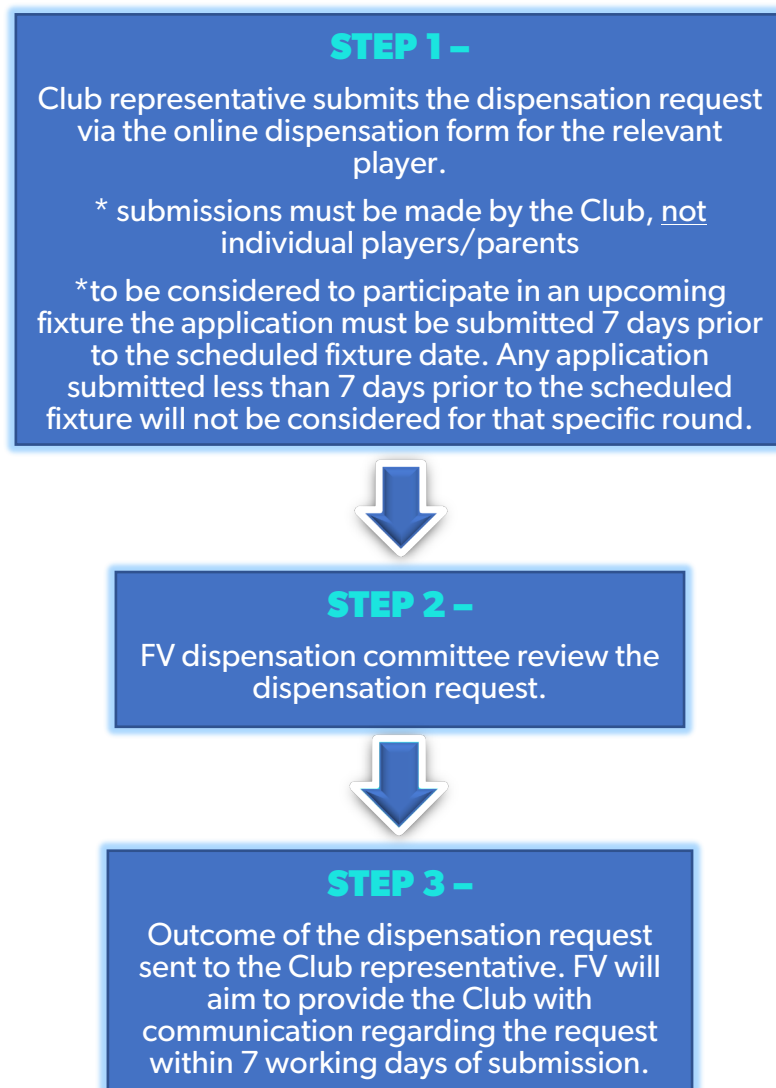 STEP 1 –
Club representative submits the dispensation request
via the online dispensation form for the relevant
player.
* submissions must be made by the Club, not
individual players/parents
*to be considered to participate in an upcoming
fixture the application must be submitted 7 days prior
to the scheduled fixture date. Any application
submitted less than 7 days prior to the scheduled
fixture will not be considered for that specific round.
STEP 2 –
FV dispensation committee review the
dispensation request.
STEP 3 –
Outcome of the dispensation request
sent to the Club representative. FV will
aim to provide the Club with
communication regarding the request
within 7 working days of submission.